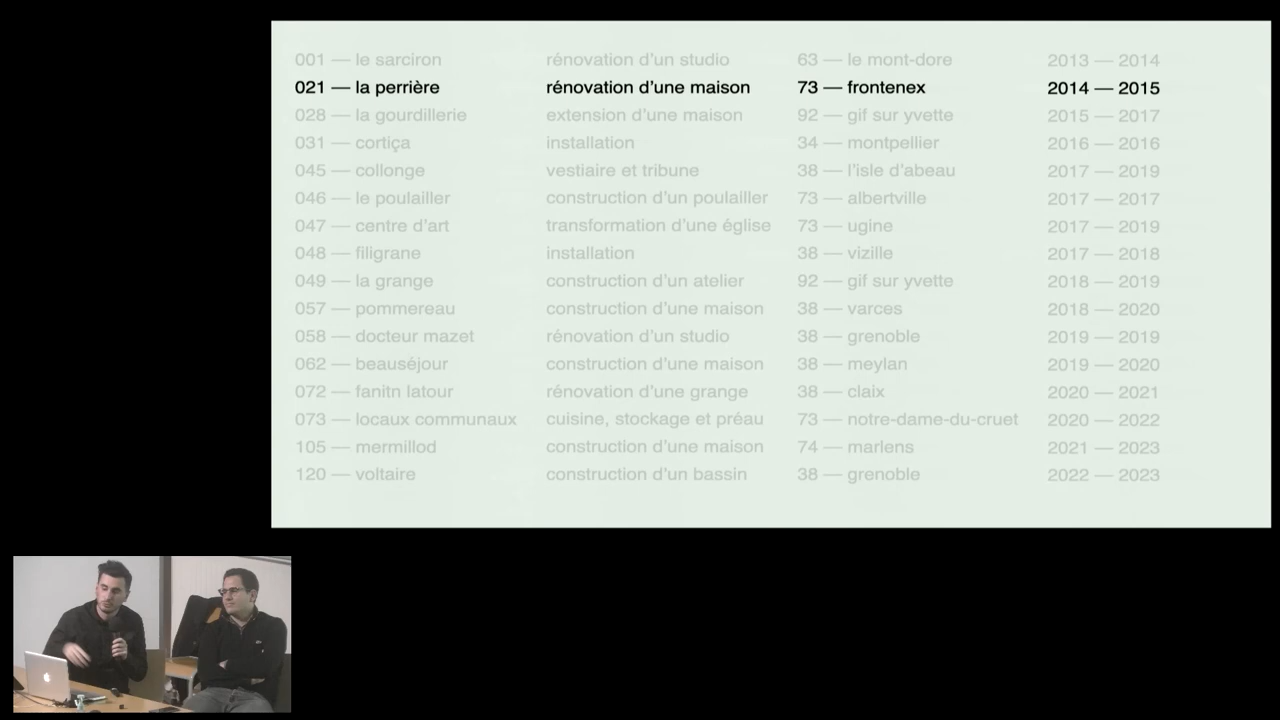 001 — le sarciron rénovation d'un studio 63 — le mont-dore 2013 — 2014
021 — la perrière rénovation d'une maison 73 — frontenex 2014 — 2015
028 — la gourdillerie extension d'une maison 92 — gif sur yvette 2015 — 2017
031 — cortiça installation 34 — montpellier 2016 — 2016
045 — collonge vestiaire et tribune 38 — l'isle d'abeau 2017 — 2019
046 — le poulailler construction d'un poulailler 73 — albertville 2017 — 2017
047 — centre d'art transformation d'une église 73 — ugine 2017 — 2019
048 — filigrane installation 38 — vizille 2017 — 2018
049 — la grange construction d'un atelier 92 — gif sur yvette 2018 — 2019
057 — pommereau construction d'une maison 38 — varces 2018 — 2020
058 — docteur mazet rénovation d'un studio 38 — grenoble 2019 — 2019
062 — beauséjour construction d'une maison 38 — meylan 2019 — 2020
072 — fanitn latour rénovation d'une grange 38 — claix 2020 — 2021
073 — locaux communaux cuisine, stockage et préau 73 — notre-dame-du-cruet 2020 — 2022
105 — mermillod construction d'une maison 74 — marlens 2021 — 2023
120 — voltaire construction d'un bassin 38 — grenoble 2022 — 2023